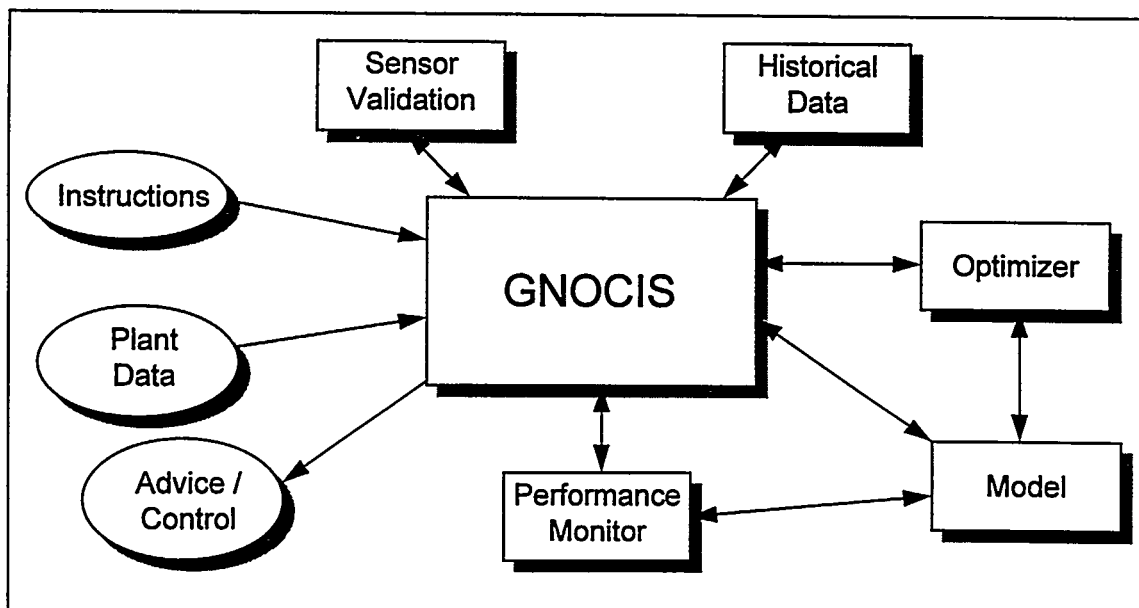 Sensor
Validation
Historical
Data
Instructions
GNOCIS
Optimizer
Plant
Data
Advice /
Control
Performance
Monitor
Model